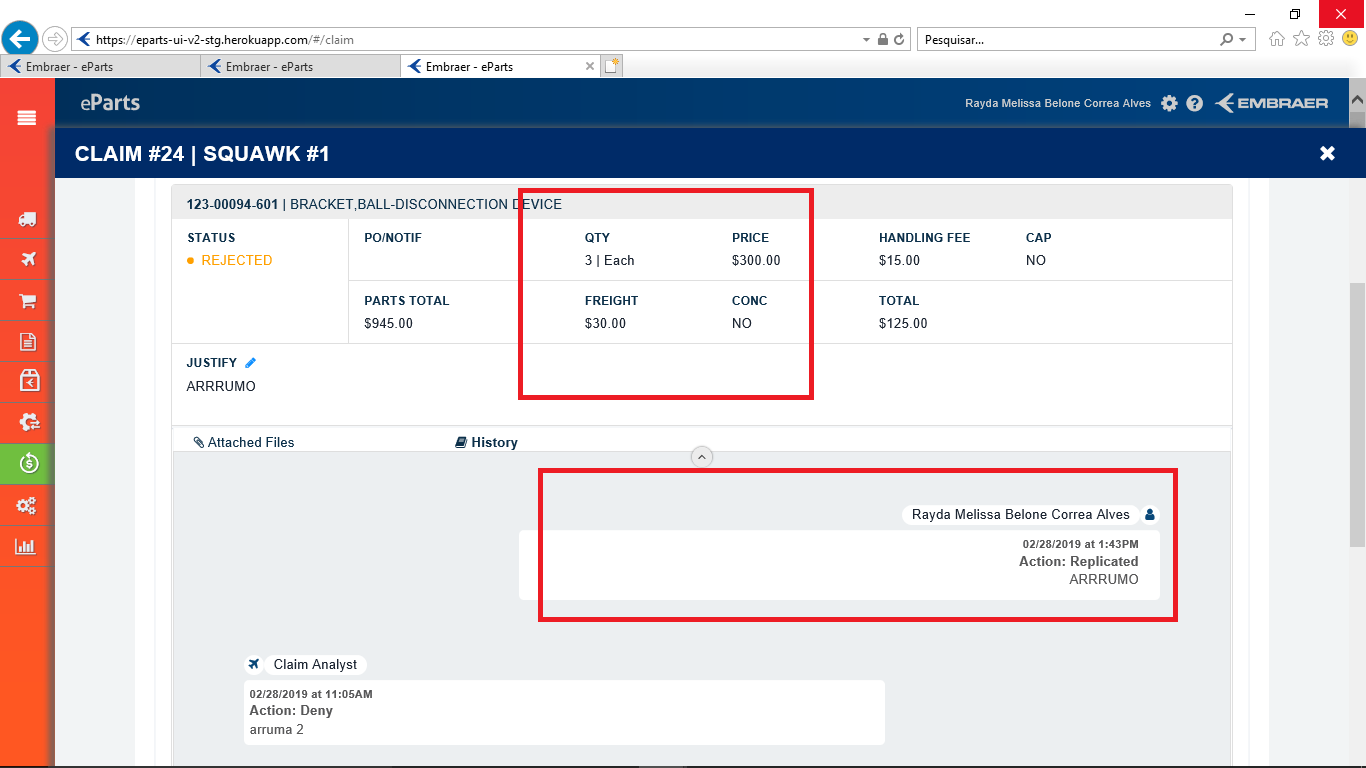 https://eparts-ui-v2-stg.herokuapp.com/#/claim
Pesquisar...
Embraer - eParts
Embraer - eParts
Embraer - eParts
eParts
Rayda Melissa Belone Correa Alves
EMBRAER
CLAIM #24 | SQUAWK #1
123-00094-601 | BRACKET,BALL-DISCONNECTION DEVICE
STATUS PO/NOTIF QTY PRICE HANDLING FEE CAP
REJECTED 3 | Each $300.00 $15.00 NO
PARTS TOTAL FREIGHT CONC TOTAL
$945.00 $30.00 NO $125.00
JUSTIFY
ARRRUMO
Attached Files History
Rayda Melissa Belone Correa Alves
02/28/2019 at 1:43PM
Action: Replicated
ARRRUMO
Claim Analyst
02/28/2019 at 11:05AM
Action: Deny
arruma 2